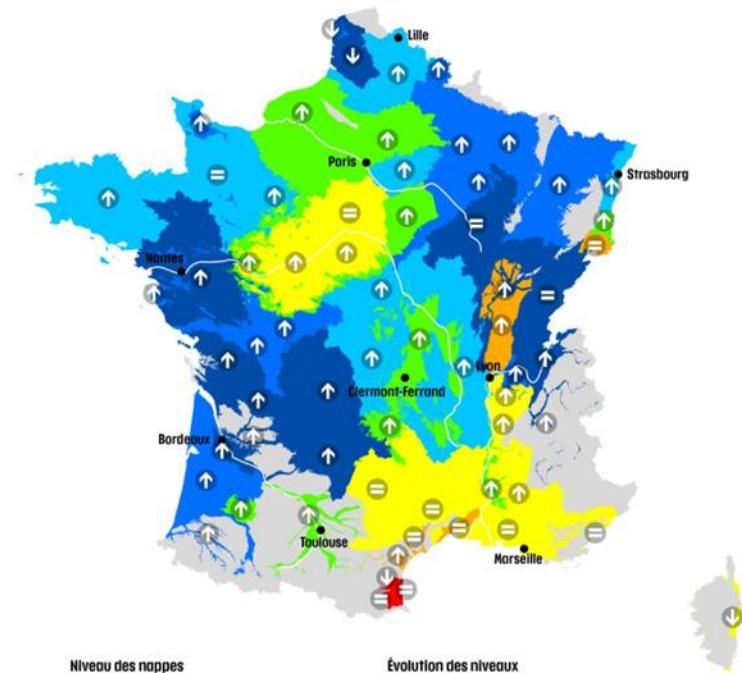 Lille
Paris
Strasbourg
Nantes
Lyon
Clermont-Ferrand
Bordeaux
Toulouse
Marseille
Niveau des nappes
Évolution des niveaux